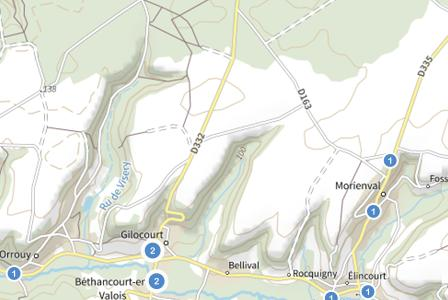 D335
138
D163
D332
100
1
Ru de Visery
Morienval
Foss
1
Gilocourt
2
Orrouy
1
Bellival
Rocquigny
Élincourt
Béthancourt-en-
Valois
2
1
1